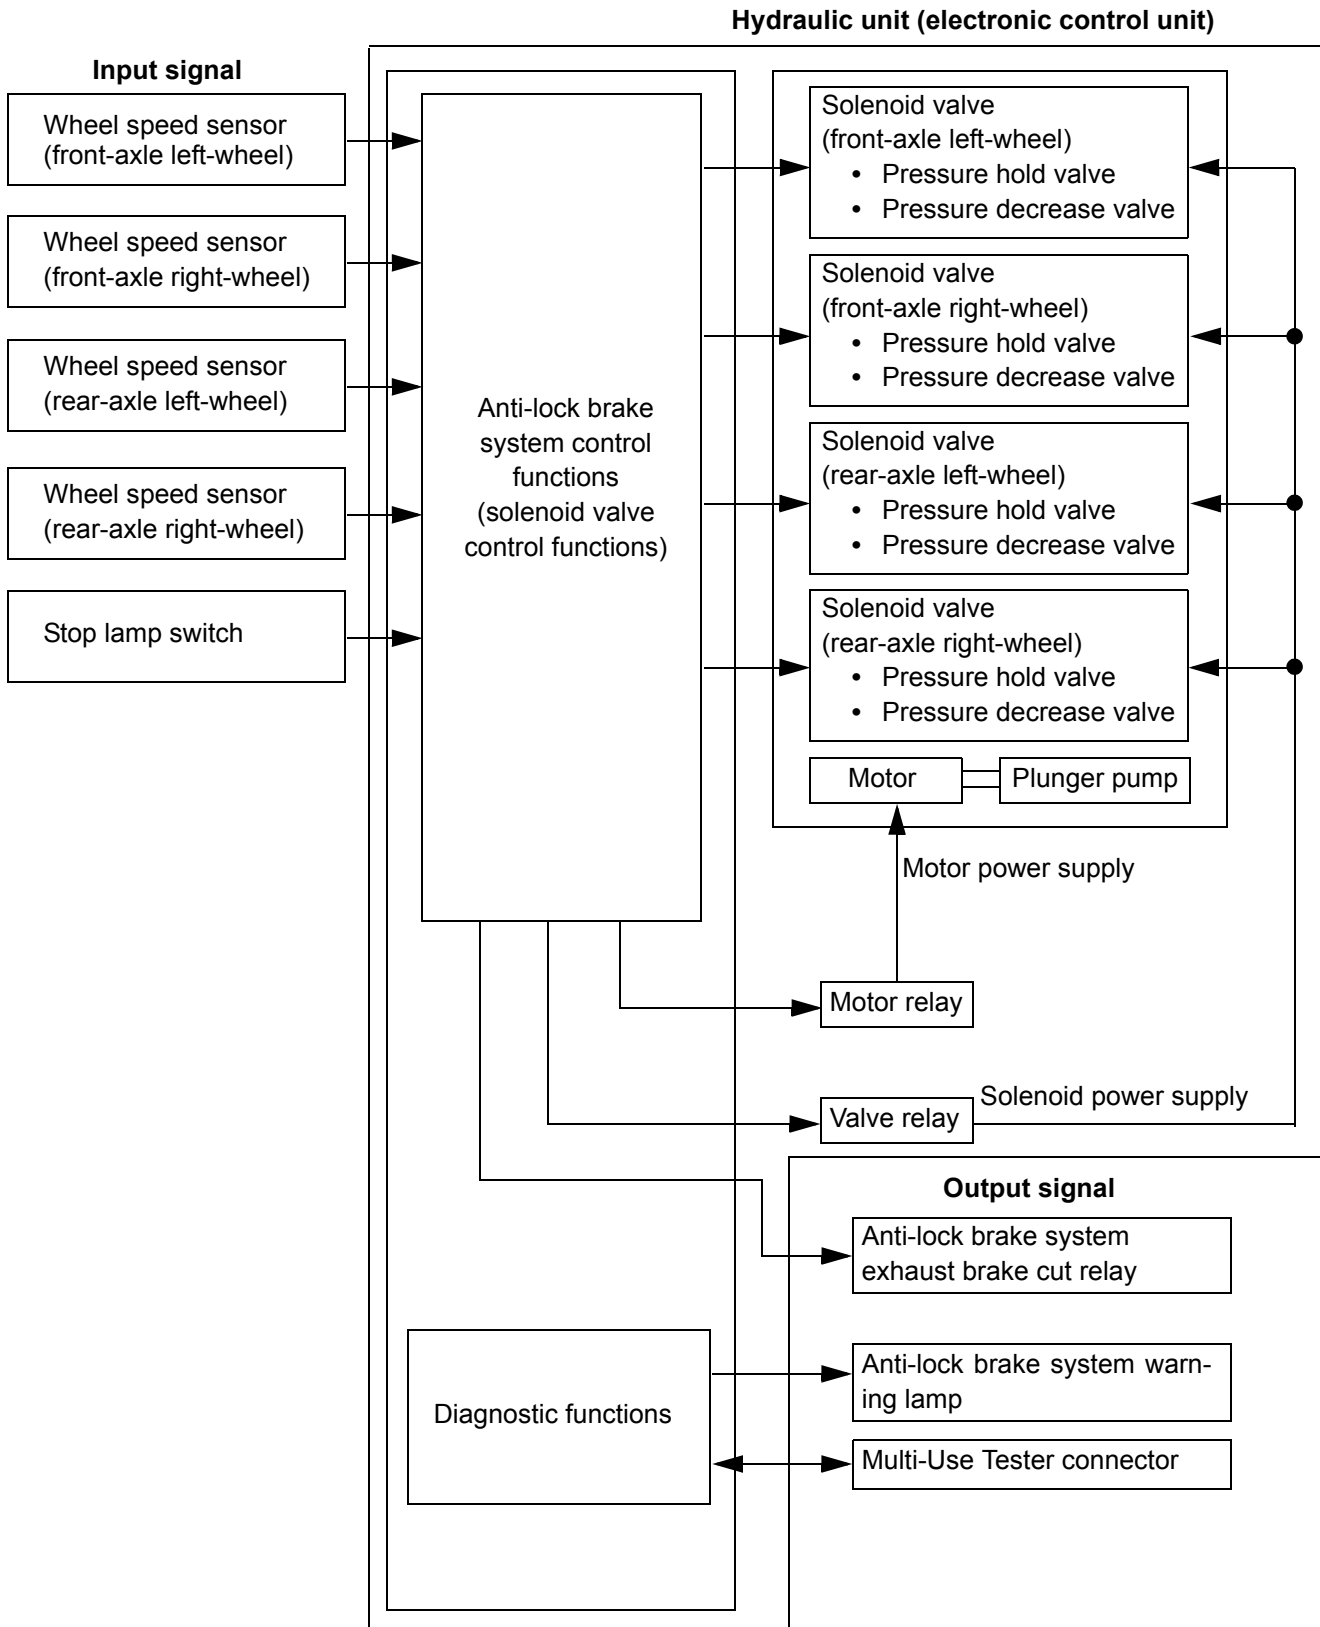 Hydraulic unit (electronic control unit)
Input signal
Wheel speed sensor
(front-axle left-wheel)
Wheel speed sensor
(front-axle right-wheel)
Wheel speed sensor
(rear-axle left-wheel)
Wheel speed sensor
(rear-axle right-wheel)
Stop lamp switch
Anti-lock brake
system control
functions
(solenoid valve
control functions)
Solenoid valve
(front-axle left-wheel)
• Pressure hold valve
• Pressure decrease valve
Solenoid valve
(front-axle right-wheel)
• Pressure hold valve
• Pressure decrease valve
Solenoid valve
(rear-axle left-wheel)
• Pressure hold valve
• Pressure decrease valve
Solenoid valve
(rear-axle right-wheel)
• Pressure hold valve
• Pressure decrease valve
Motor
Plunger pump
Motor power supply
Motor relay
Valve relay
Solenoid power supply
Output signal
Anti-lock brake system
exhaust brake cut relay
Diagnostic functions
Anti-lock brake system warn-
ing lamp
Multi-Use Tester connector